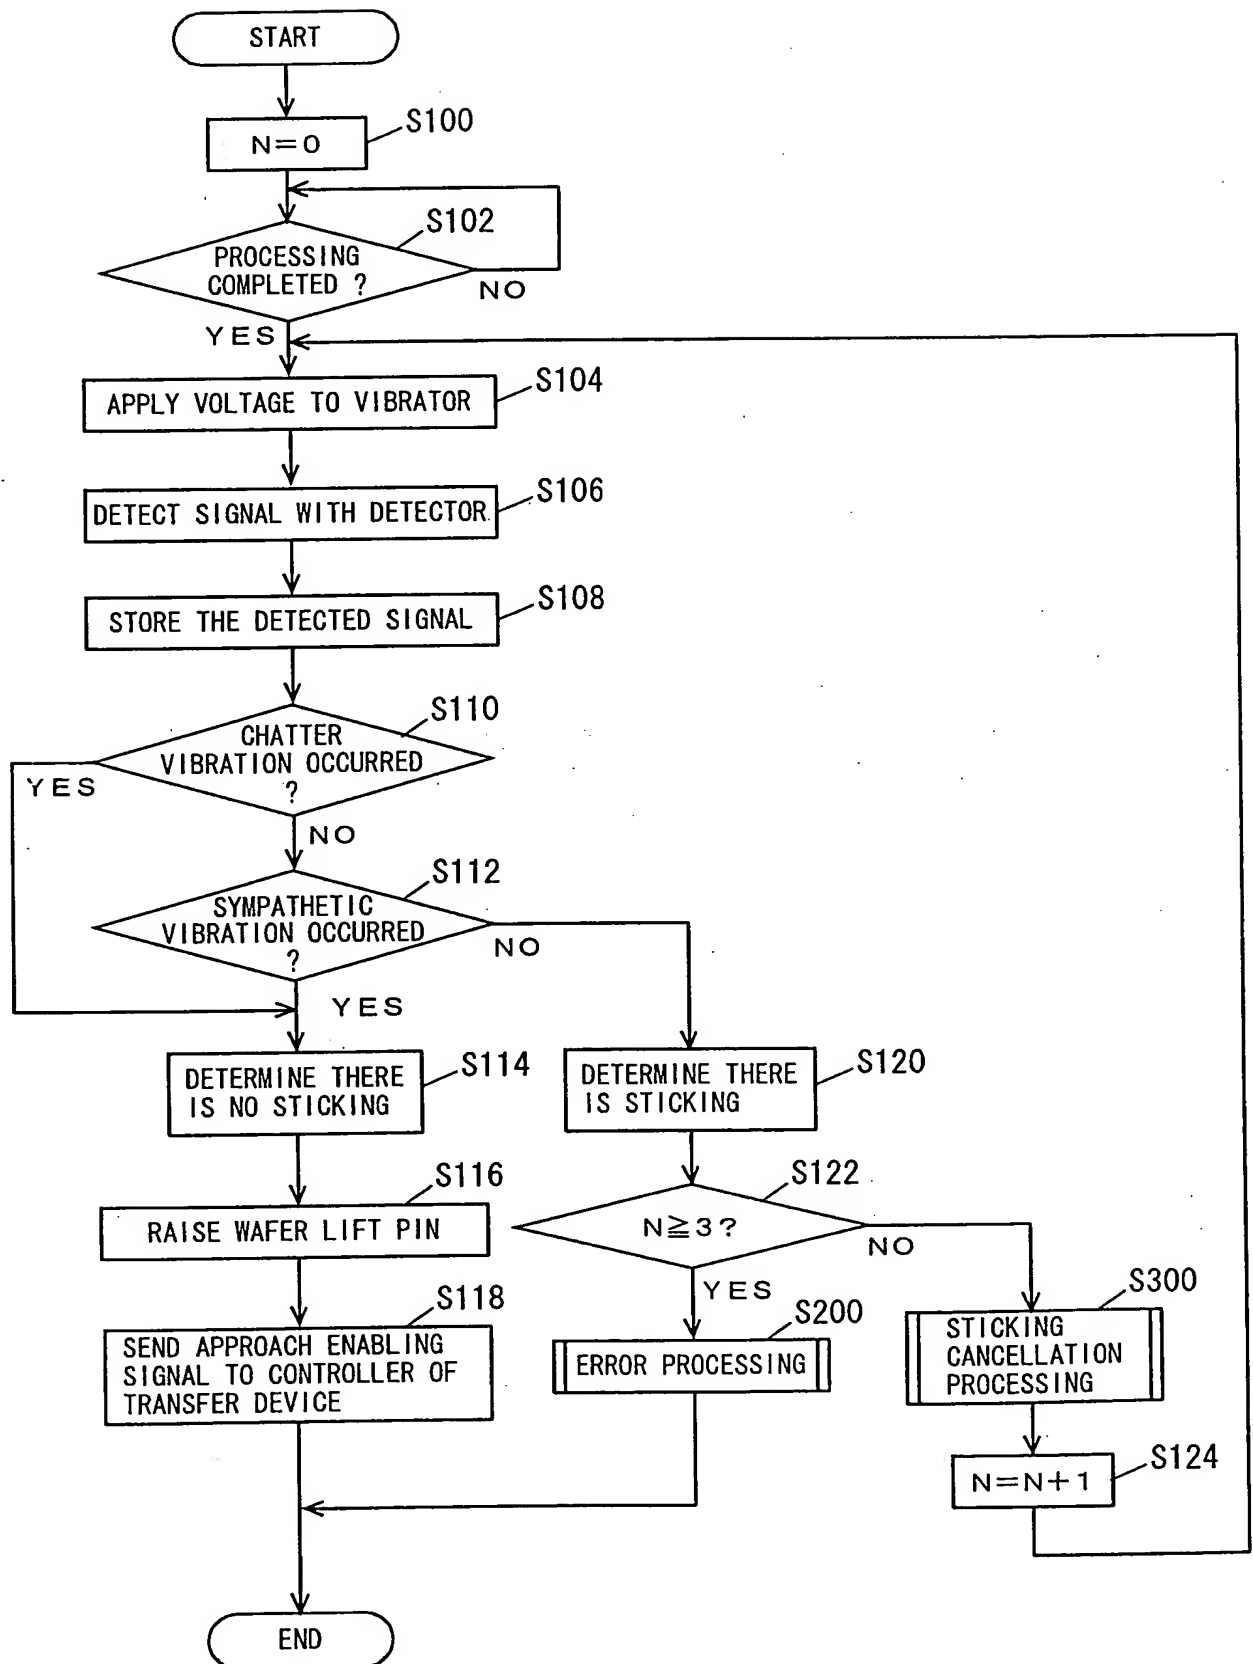 START
S100
N=0
S102
PROCESSING
COMPLETED ?
NO
YES
S104
APPLY VOLTAGE TO VIBRATOR
S106
DETECT SIGNAL WITH DETECTOR
S108
STORE THE DETECTED SIGNAL
S110
CHATTER
VIBRATION OCCURRED
?
YES
NO
S112
SYMPATHETIC
VIBRATION OCCURRED
?
NO
YES
S114
DETERMINE THERE
IS NO STICKING
S120
DETERMINE THERE
IS STICKING
S116
RAISE WAFER LIFT PIN
S122
N≧3?
NO
YES
S118
SEND APPROACH ENABLING
SIGNAL TO CONTROLLER OF
TRANSFER DEVICE
S200
ERROR PROCESSING
S300
STICKING
CANCELLATION
PROCESSING
S124
N=N+1
END